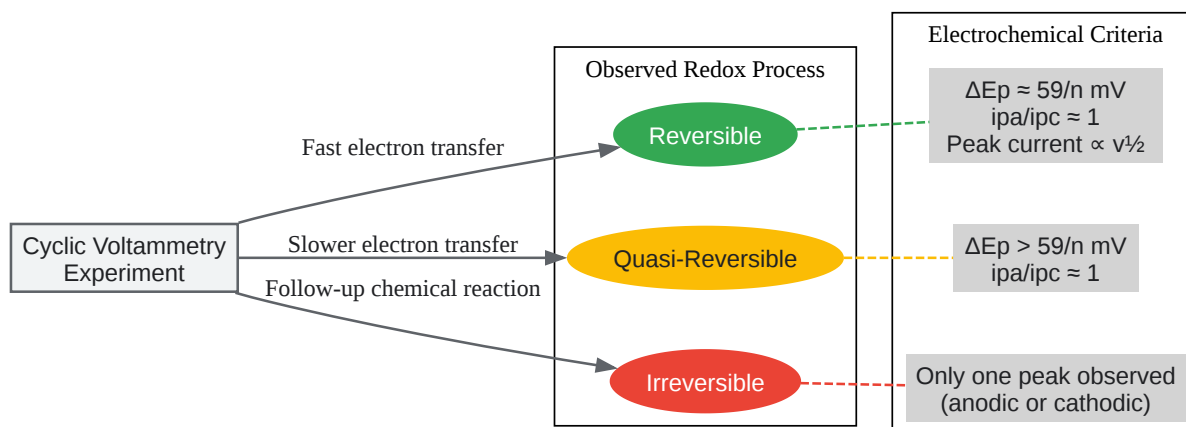 Electrochemical Criteria
Observed Redox Process
ΔEp ≈ 59/n mV
ipa/ipc ≈ 1
Peak current ∝ v½
Reversible
Fast electron transfer
Cyclic Voltammetry
Experiment
Slower electron transfer
Quasi-Reversible
ΔEp > 59/n mV
ipa/ipc ≈ 1
Follow-up chemical reaction
Irreversible
Only one peak observed
(anodic or cathodic)